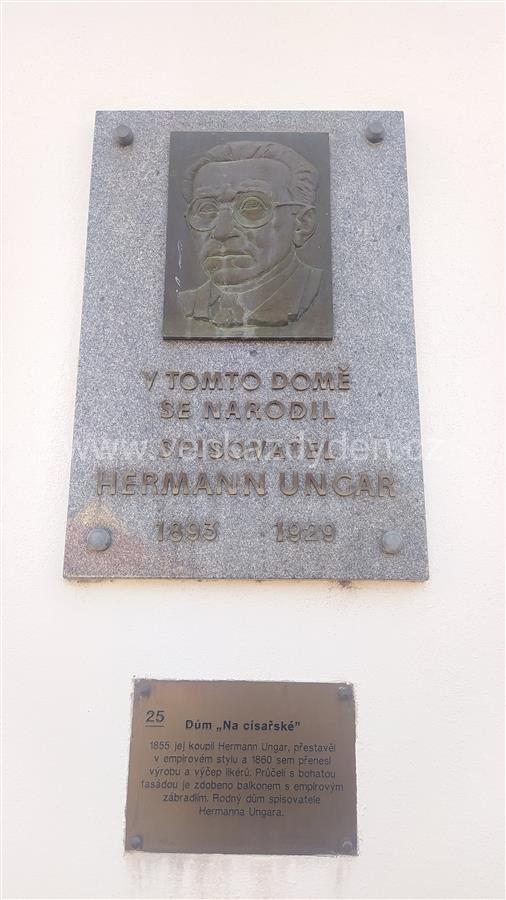 V TOMTO DOMĚ
SE NARODIL
SPISOVATEL
HERMANN UNGAR
1893 1929
25
Dům „Na císařské"
1855 jej koupil Hermann Ungar, přestavěl
v empírovém stylu a 1860 sem přenesl
výrobu a výčep likérů. Průčelí s bohatou
fasádou je zdobeno balkonem s empírovým
zábradlím. Rodný dům spisovatele
Hermanna Ungara.